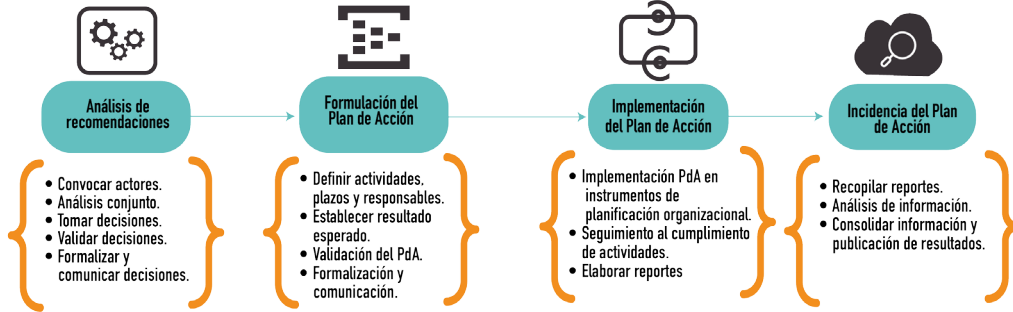 Análisis de
recomendaciones
• Convocar actores.
• Análisis conjunto.
• Tomar decisiones.
• Validar decisiones.
• Formalizar y
comunicar decisiones.
Formulación del
Plan de Acción
• Definir actividades,
plazos y responsables.
• Establecer resultado
esperado.
• Validación del PdA.
• Formalización y
comunicación.
Implementación
del Plan de Acción
• Implementación PdA en
instrumentos de
planificación organizacional.
• Seguimiento al cumplimiento
de actividades.
• Elaborar reportes
Incidencia del Plan
de Acción
• Recopilar reportes.
• Análisis de información.
• Consolidar información y
publicación de resultados.